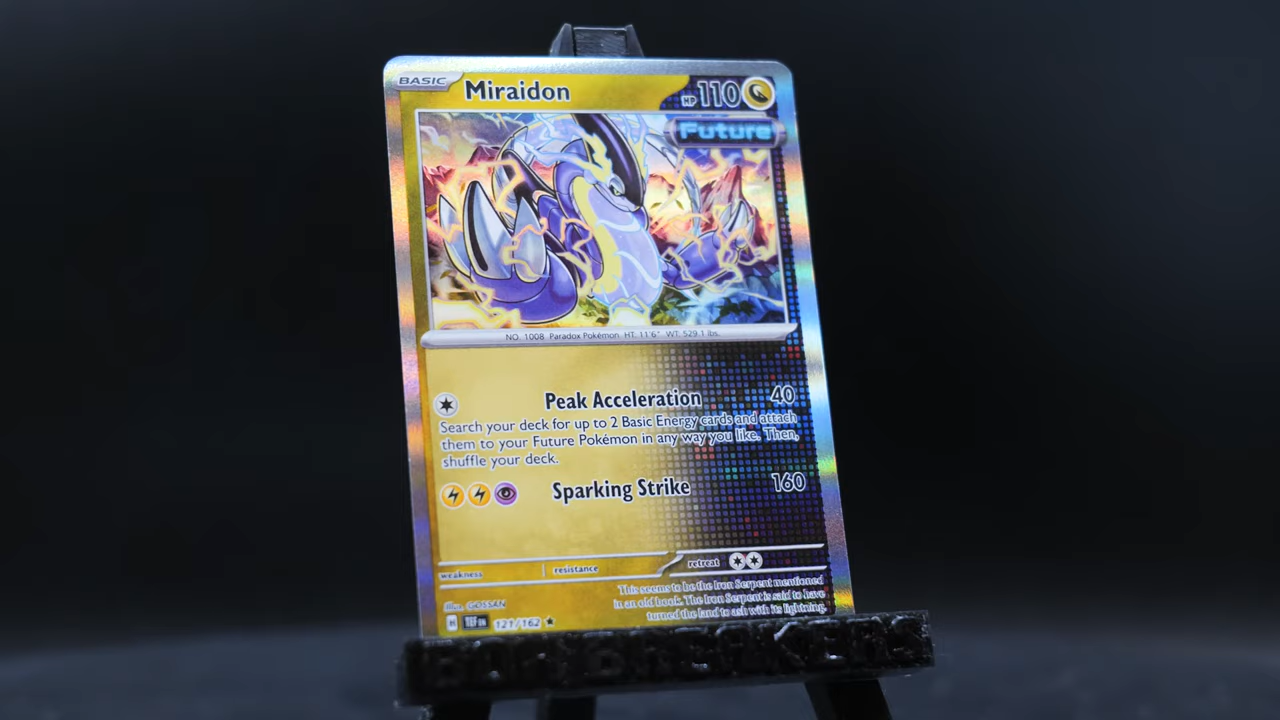 BASIC Miraidon HP 110
Future
NO. 1008 Paradox Pokémon HT: 11'6" WT: 529.1 lbs.
Peak Acceleration 40
Search your deck for up to 2 Basic Energy cards and attach
them to your Future Pokémon in any way you like. Then,
shuffle your deck.
Sparking Strike 160
weakness resistance retreat
This seems to be the Iron Serpent mentioned
in an old book. The Iron Serpent is said to have
turned the land to ash with its lightning.
Illus. GOSSAN
H TEF EN 121/162